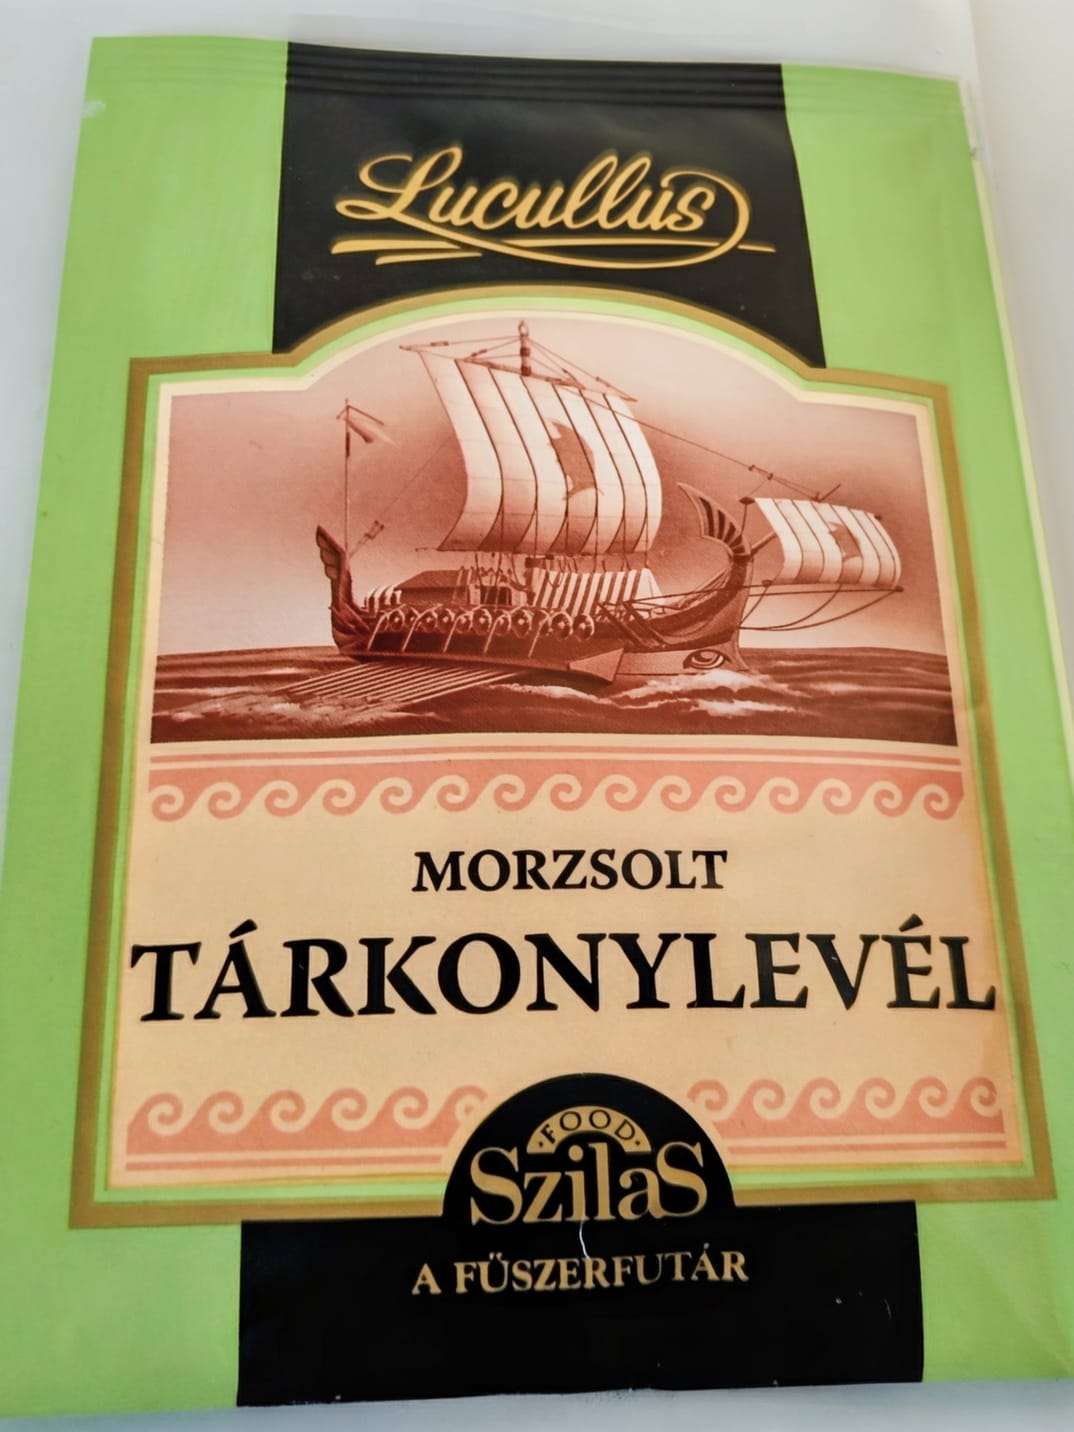 Lucullus
MORZSOLT
TÁRKONYLEVÉL
·FOOD·
SzilaS
A FŰSZERFUTÁR